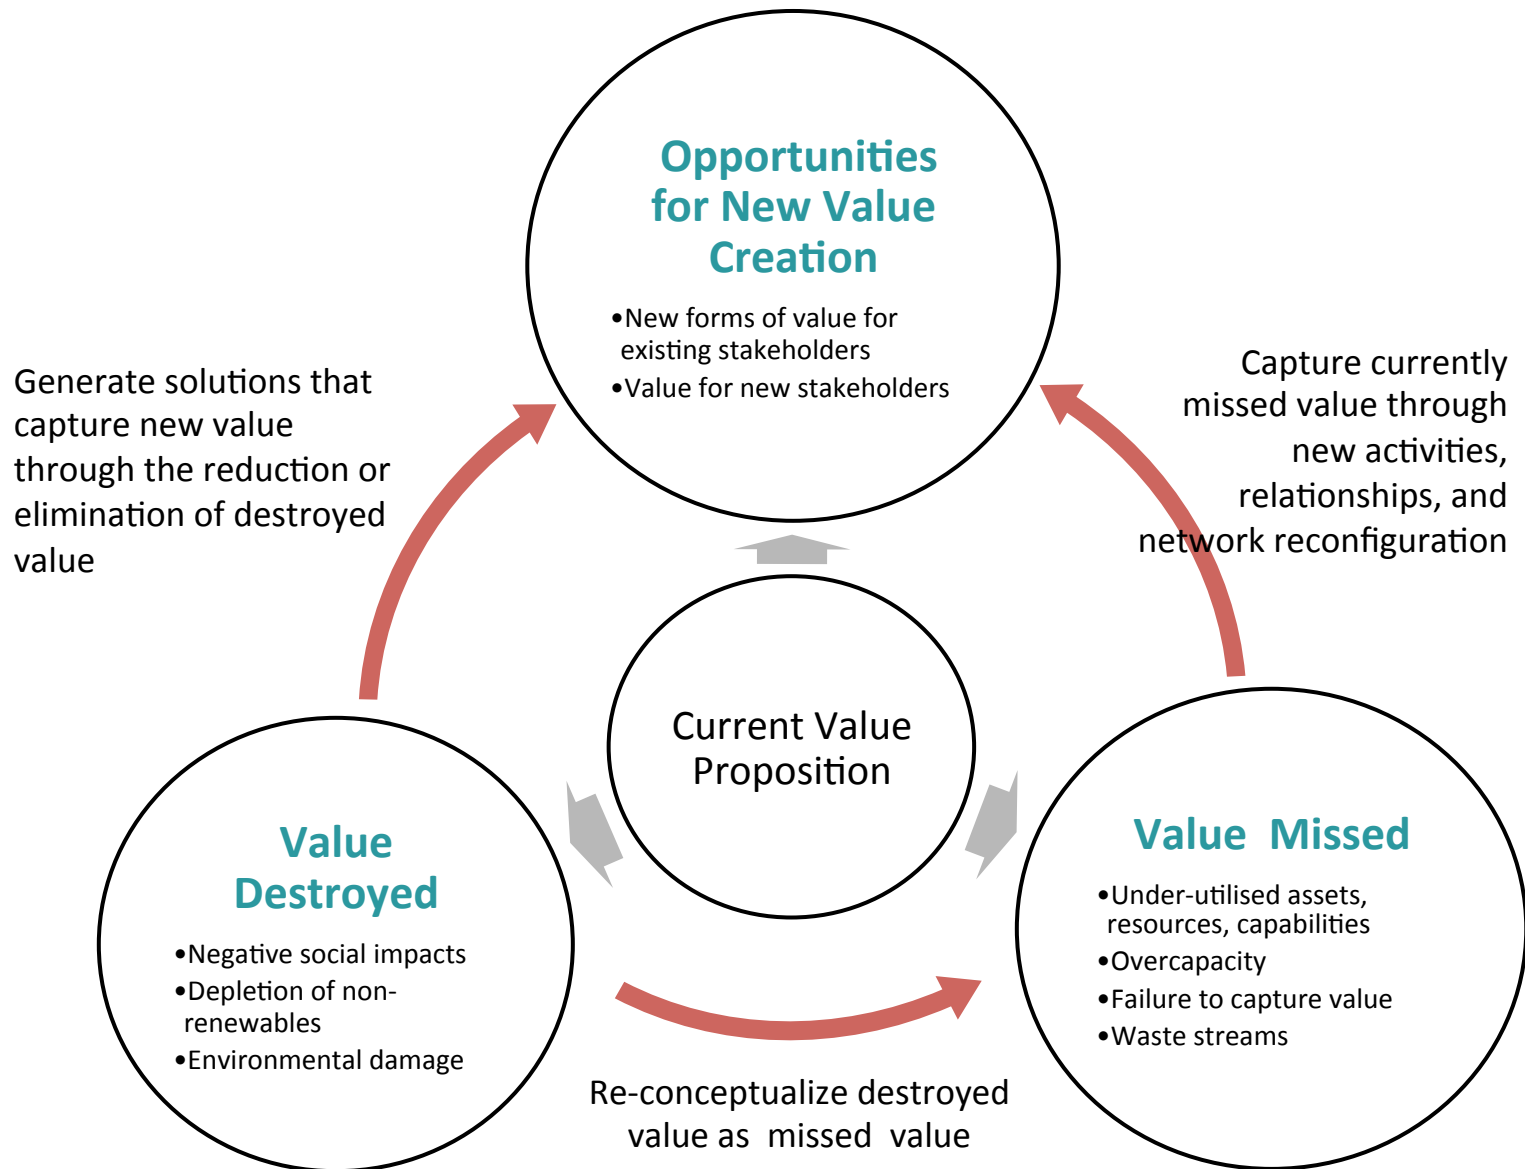 Opportunities
for New Value
Creation
•New forms of value for
existing stakeholders
•Value for new stakeholders
Generate solutions that
capture new value
through the reduction or
elimination of destroyed
value
Capture currently
missed value through
new activities,
relationships, and
network reconfiguration
Current Value
Proposition
Value
Destroyed
•Negative social impacts
•Depletion of non-
renewables
•Environmental damage
Value  Missed
•Under-utilised assets,
resources, capabilities
•Overcapacity
•Failure to capture value
•Waste streams
Re-conceptualize destroyed
value as  missed  value